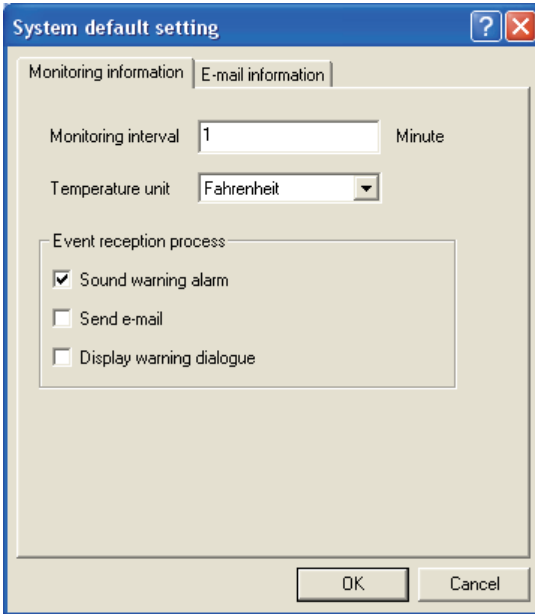 System default setting
Monitoring information E-mail information
Monitoring interval 1 Minute
Temperature unit Fahrenheit
Event reception process
Sound warning alarm
Send e-mail
Display warning dialogue
OK Cancel